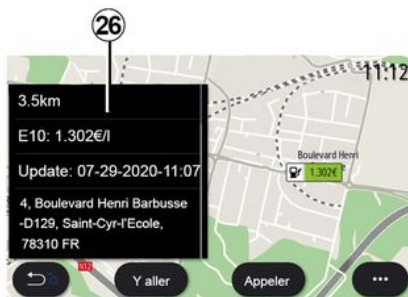 26
11:12
3.5km
E10: 1.302€/l
Update: 07-29-2020-11:07
4, Boulevard Henri Barbusse
-D129, Saint-Cyr-l'Ecole,
78310 FR
Boulevard Henri
1.302€
N12
Y aller
Appeler